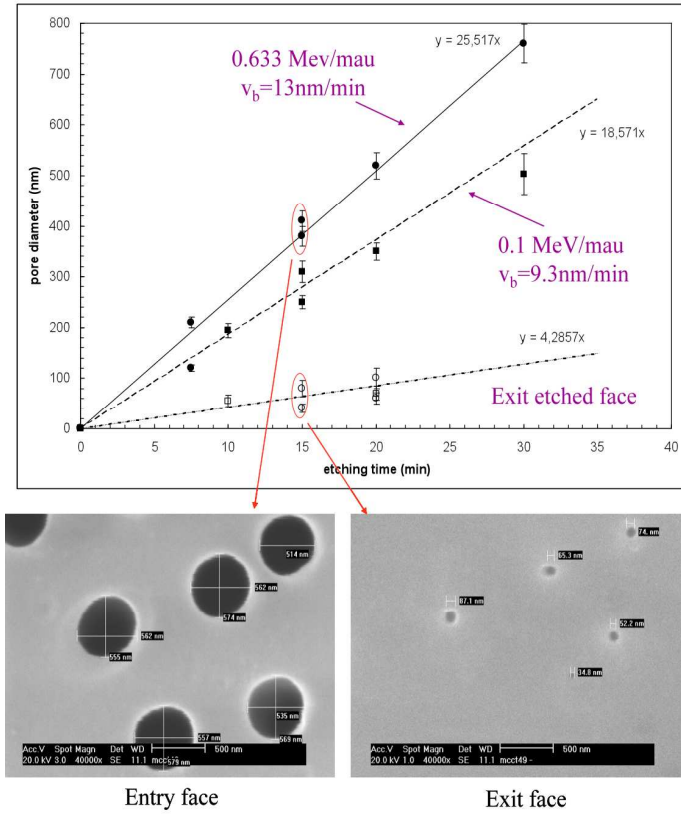 800
700
600
500
400
300
200
100
0
pore diameter (nm)
0 5 10 15 20 25 30 35 40
etching time (min)
y = 25,517x
0.633 Mev/mau
vb=13nm/min
y = 18,571x
0.1 MeV/mau
vb=9.3nm/min
y = 4,2857x
Exit etched face
514 nm
562 nm
574 nm
562 nm
555 nm
535 nm
569 nm
557 nm
579 nm
Acc.V Spot Magn Det WD 500 nm
20.0 kV 3.0 40000x SE 11.1
74. nm
65.3 nm
87.1 nm
52.2 nm
34.8 nm
Acc.V Spot Magn Det WD 500 nm
20.0 kV 1.0 40000x SE 11.1 mcct49 -
Entry face
Exit face